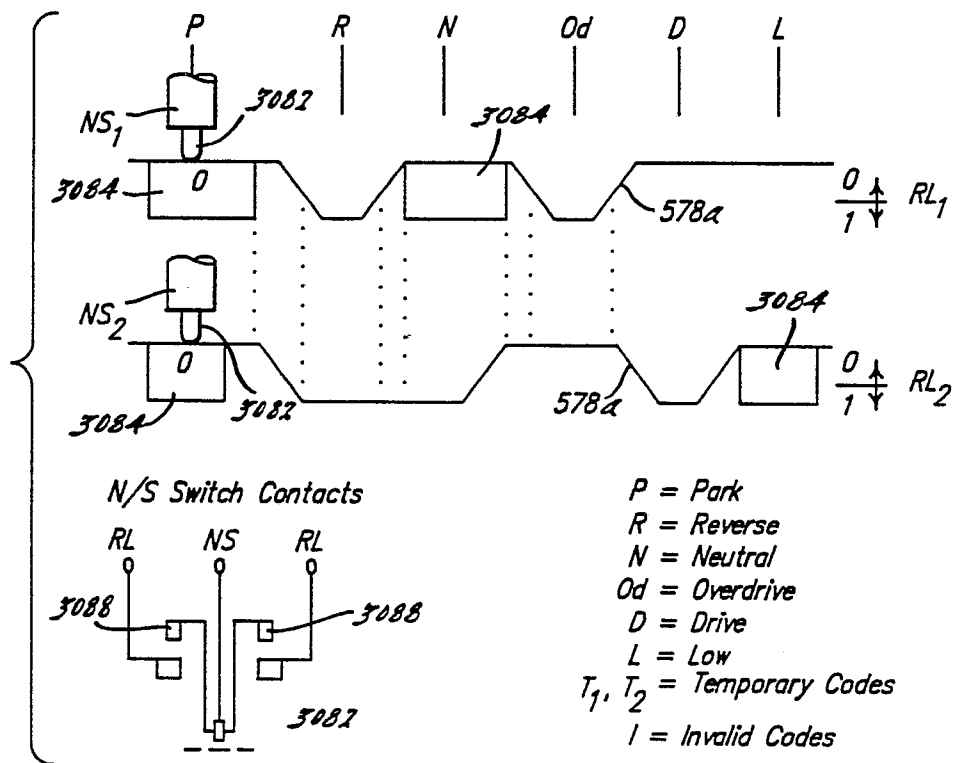 P R N Od D L
NS1 3082
3084 0 3084 578a 0 1 RL1
NS2
3084 0 3082 578a 3084 0 1 RL2
N/S Switch Contacts
RL NS RL
3088 3088
3082
P = Park
R = Reverse
N = Neutral
Od = Overdrive
D = Drive
L = Low
T1, T2 = Temporary Codes
I = Invalid Codes